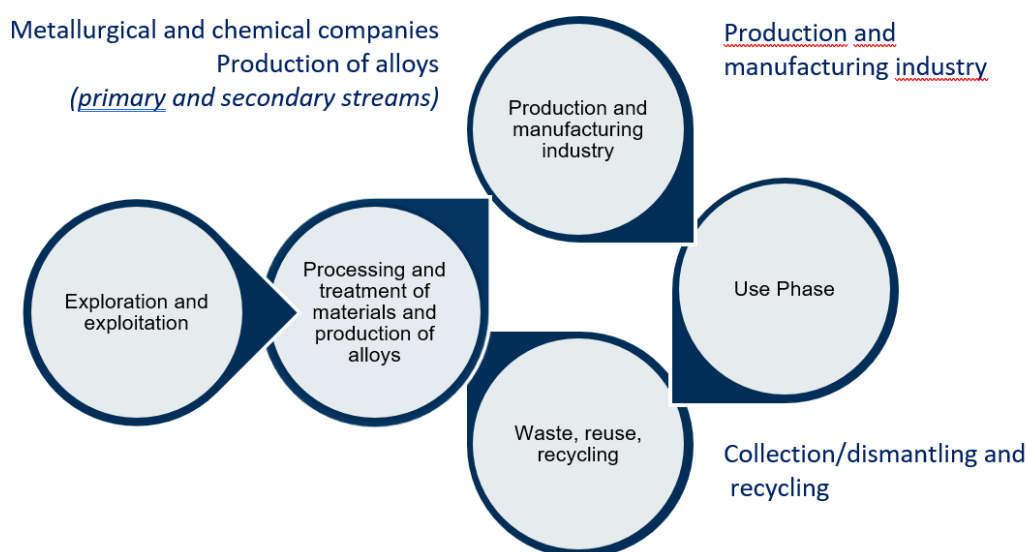 Metallurgical and chemical companies
Production of alloys
(primary and secondary streams)
Production and
manufacturing industry
Production and
manufacturing
industry
Exploration and
exploitation
Processing and
treatment of
materials and
production of
alloys
Use Phase
Waste, reuse,
recycling
Collection/dismantling and
recycling